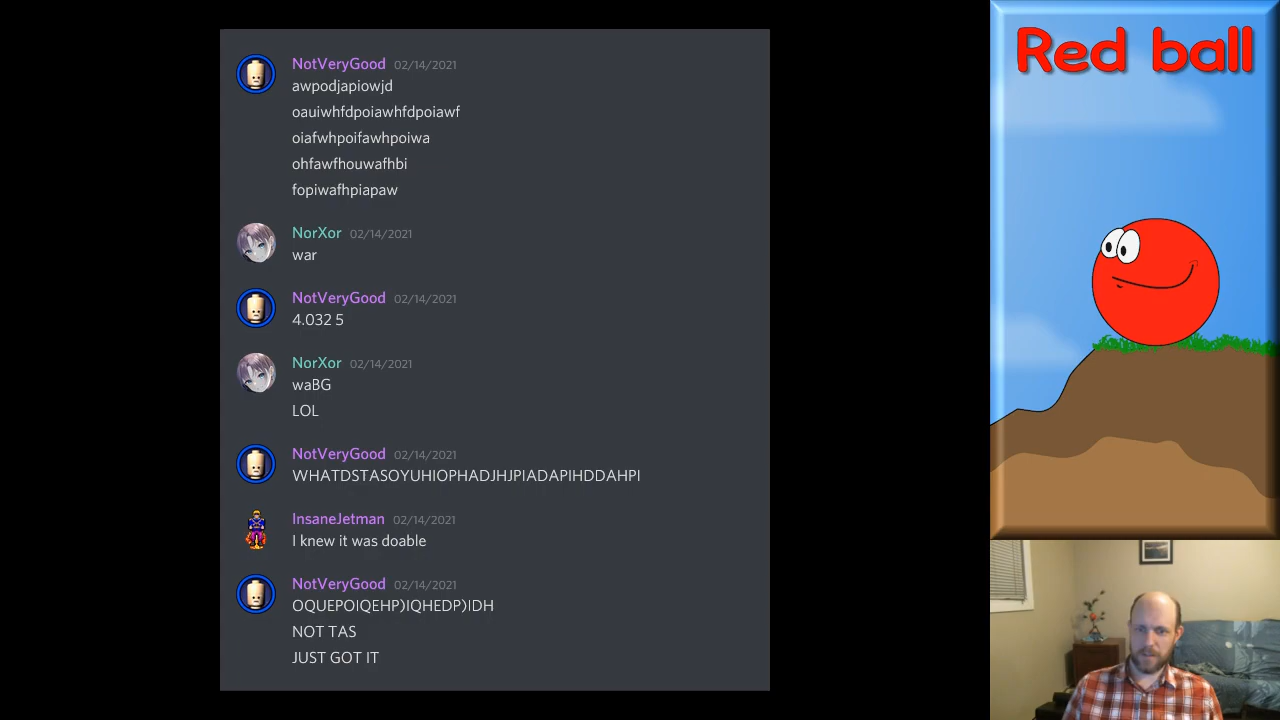 NotVeryGood 02/14/2021
awpodjapiowjd
oauiwhfdpoiawhfdpoiawf
oiafwhpoifawhpoiwa
ohfawfhouwafhbi
fopiwafhpiapaw
NorXor 02/14/2021
war
NotVeryGood 02/14/2021
4.032 5
NorXor 02/14/2021
waBG
LOL
NotVeryGood 02/14/2021
WHATDSTASOYUHIOPHADJHJPIADAPIHDDAHPI
InsaneJetman 02/14/2021
I knew it was doable
NotVeryGood 02/14/2021
OQUEPOIQEHP)IQHEDP)IDH
NOT TAS
JUST GOT IT
Red ball